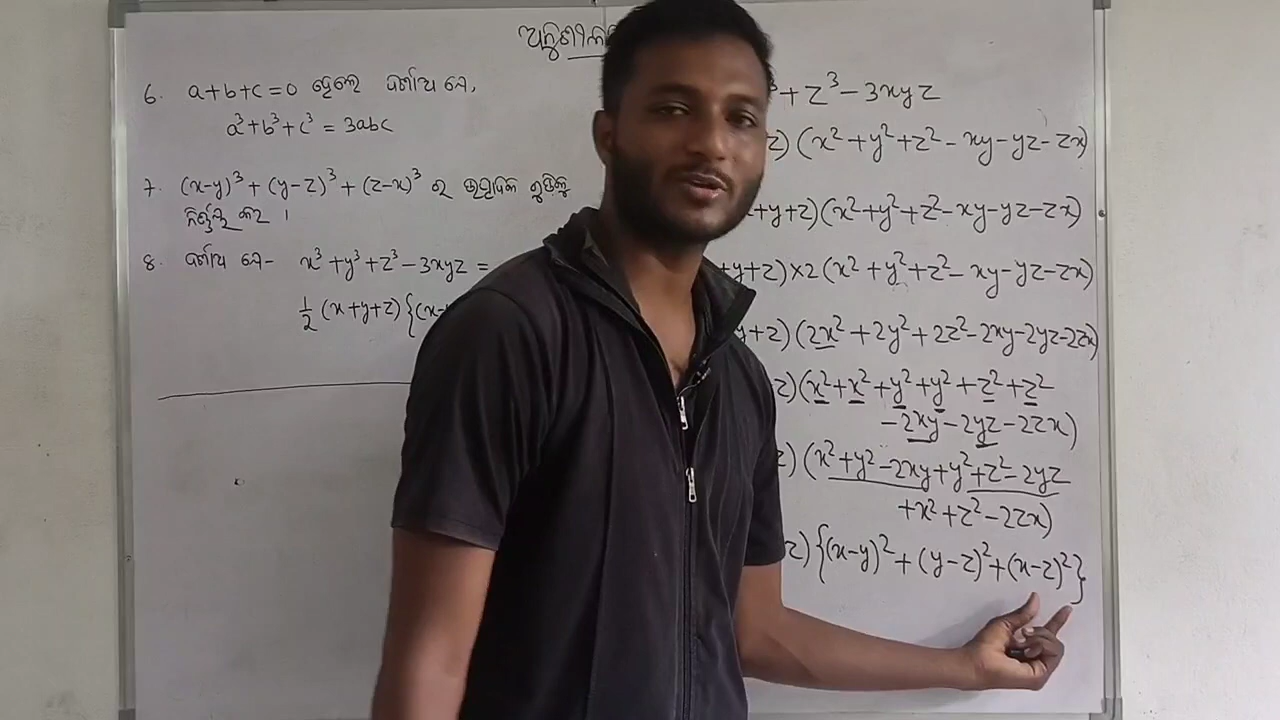 6. a+b+c=0 ହେଲେ ଦର୍ଶାଅ ଯେ,
a³+b³+c³ = 3abc
7. (x-y)³+(y-z)³+(z-x)³ ର ଉତ୍ପାଦକ ଗୁଡିକୁ
ନିର୍ଣ୍ଣୟ କର ।
8. ଦର୍ଶାଅ ଯେ- x³+y³+z³-3xyz =
½(x+y+z){(x-
+z³-3xyz
z)(x²+y²+z²-xy-yz-zx)
+y+z)(x²+y²+z²-xy-yz-zx)
+y+z)×2(x²+y²+z²-xy-yz-zx)
y+z)(2x²+2y²+2z²-2xy-2yz-2zx)
z)(x²+x²+y²+y²+z²+z²
-2xy-2yz-2zx)
z)(x²+y²-2xy+y²+z²-2yz
+x²+z²-2zx)
z){(x-y)²+(y-z)²+(x-z)²}